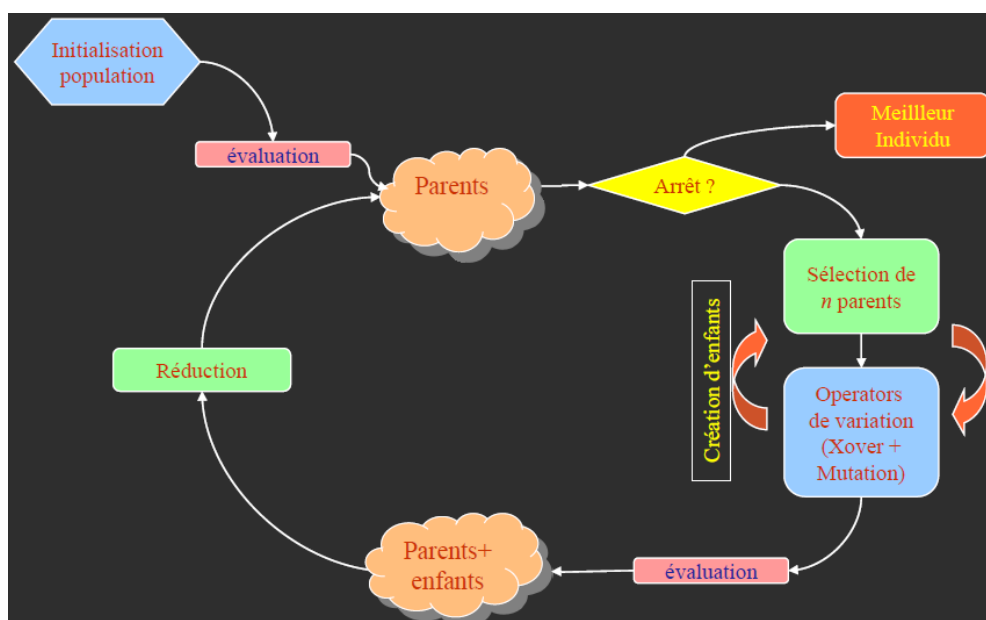 Initialisation
population
évaluation
Parents
Arrêt ?
Meillleur
Individu
Sélection de
n parents
Création d'enfants
Operators
de variation
(Xover +
Mutation)
évaluation
Parents+
enfants
Réduction